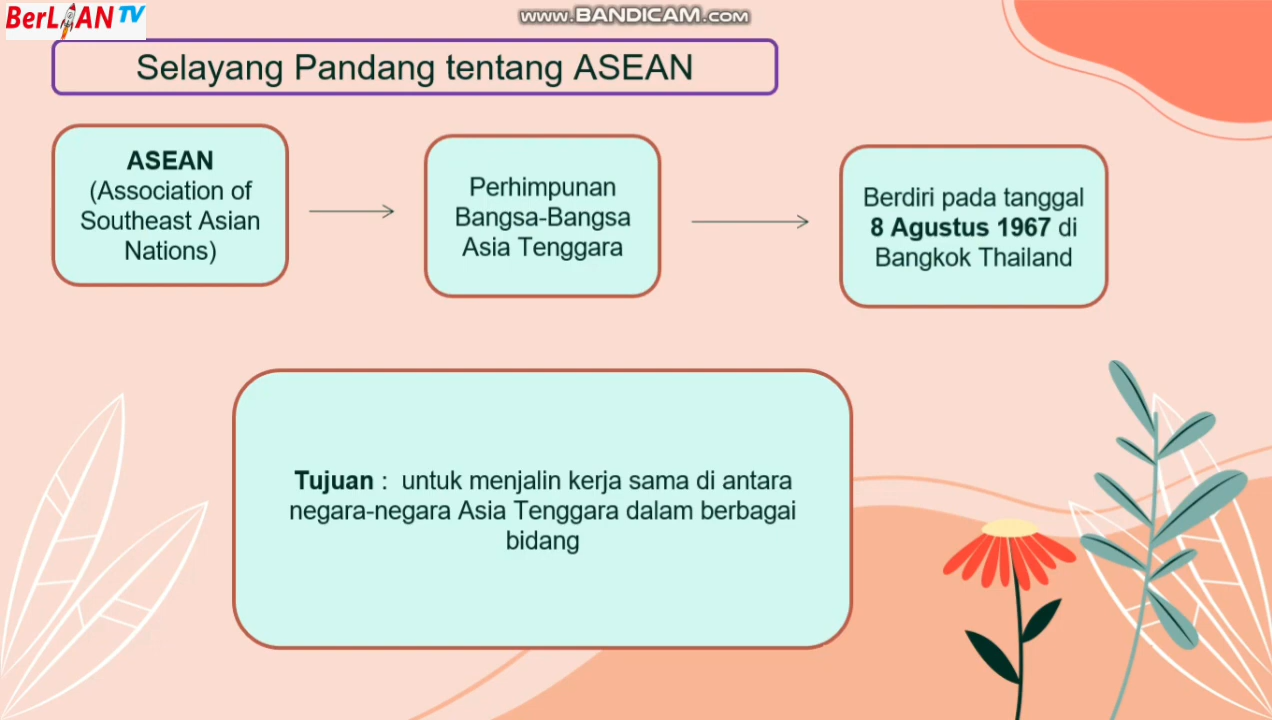 BerLIAN TV
www.BANDICAM.com
Selayang Pandang tentang ASEAN
ASEAN
(Association of
Southeast Asian
Nations)
Perhimpunan
Bangsa-Bangsa
Asia Tenggara
Berdiri pada tanggal
8 Agustus 1967 di
Bangkok Thailand
Tujuan : untuk menjalin kerja sama di antara
negara-negara Asia Tenggara dalam berbagai
bidang